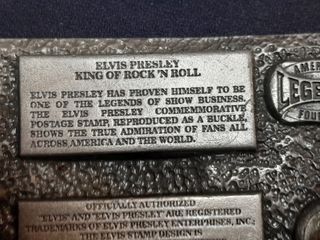 ELVIS PRESLEY
KING OF ROCK 'N ROLL
ELVIS PRESLEY HAS PROVEN HIMSELF TO BE
ONE OF THE LEGENDS OF SHOW BUSINESS.
THE ELVIS PRESLEY COMMEMORATIVE
POSTAGE STAMP, REPRODUCED AS A BUCKLE,
SHOWS THE TRUE ADMIRATION OF FANS ALL
ACROSS AMERICA AND THE WORLD.
AMERI
LEGE
FOU
OFFICIALLY AUTHORIZED
"ELVIS" AND "ELVIS PRESLEY" ARE REGISTERED
TRADEMARKS OF ELVIS PRESLEY ENTERPRISES, INC.;
THE ELVIS STAMP DESIGN IS